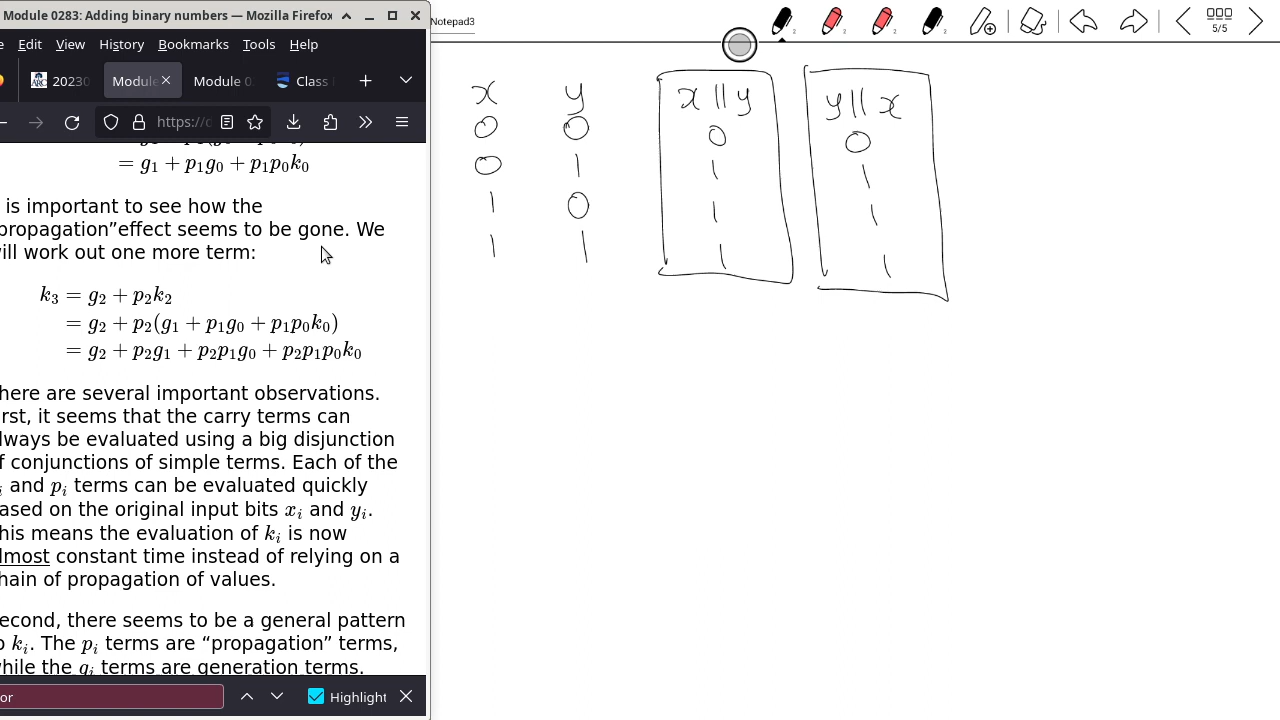 Module 0283: Adding binary numbers — Mozilla Firefox
Notepad3
Edit View History Bookmarks Tools Help
20230 Module Module 0 Class
https://
5/5
= g₁ + p₁g₀ + p₁p₀k₀
is important to see how the
propagation”effect seems to be gone. We
ill work out one more term:
k₃ = g₂ + p₂k₂
= g₂ + p₂(g₁ + p₁g₀ + p₁p₀k₀)
= g₂ + p₂g₁ + p₂p₁g₀ + p₂p₁p₀k₀
here are several important observations.
rst, it seems that the carry terms can
lways be evaluated using a big disjunction
f conjunctions of simple terms. Each of the
and pᵢ terms can be evaluated quickly
ased on the original input bits xᵢ and yᵢ.
his means the evaluation of kᵢ is now
lmost constant time instead of relying on a
hain of propagation of values.
econd, there seems to be a general pattern
o kᵢ. The pᵢ terms are “propagation” terms,
while the gᵢ terms are generation terms.
or Highlight
x y x || y y || x
0 0 0 0
0 1 1 1
1 0 1 1
1 1 1 1